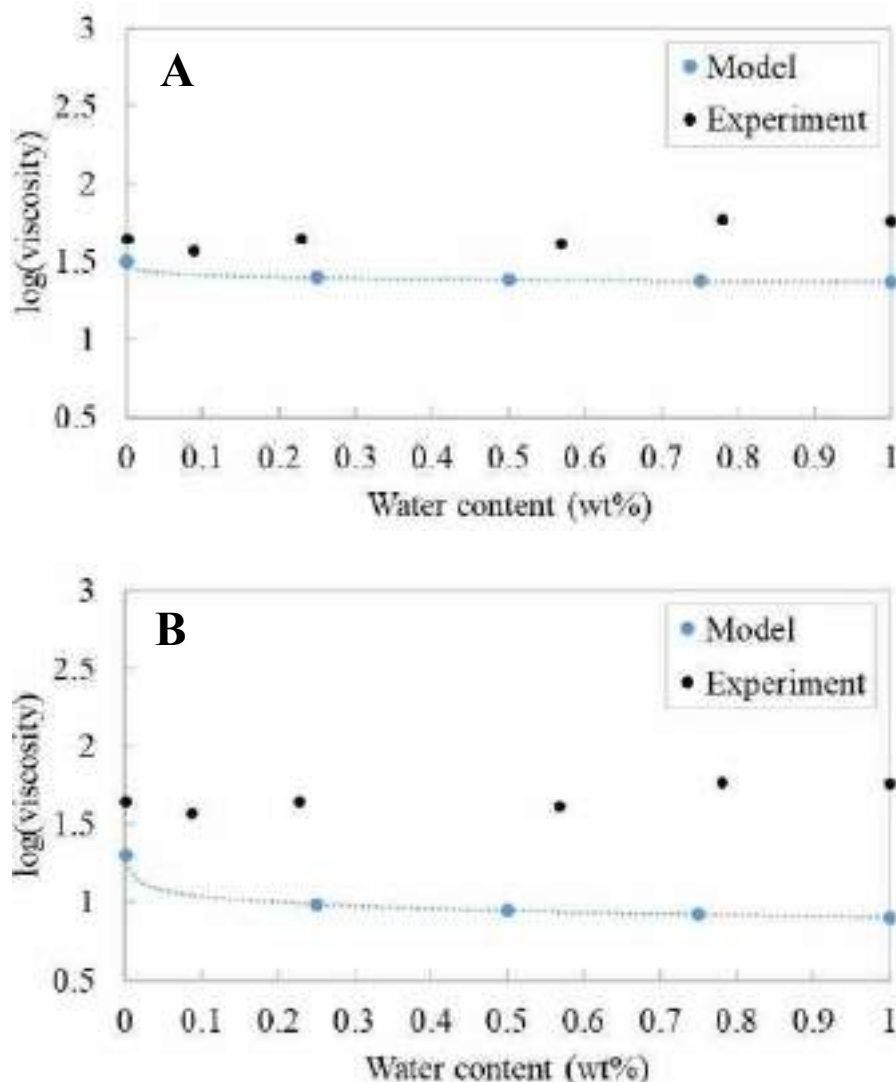 A
3
2.5
2
1.5
1
0.5
log(viscosity)
Model
Experiment
0 0.1 0.2 0.3 0.4 0.5 0.6 0.7 0.8 0.9 1
Water content (wt%)
B
3
2.5
2
1.5
1
0.5
log(viscosity)
Model
Experiment
0 0.1 0.2 0.3 0.4 0.5 0.6 0.7 0.8 0.9 1
Water content (wt%)